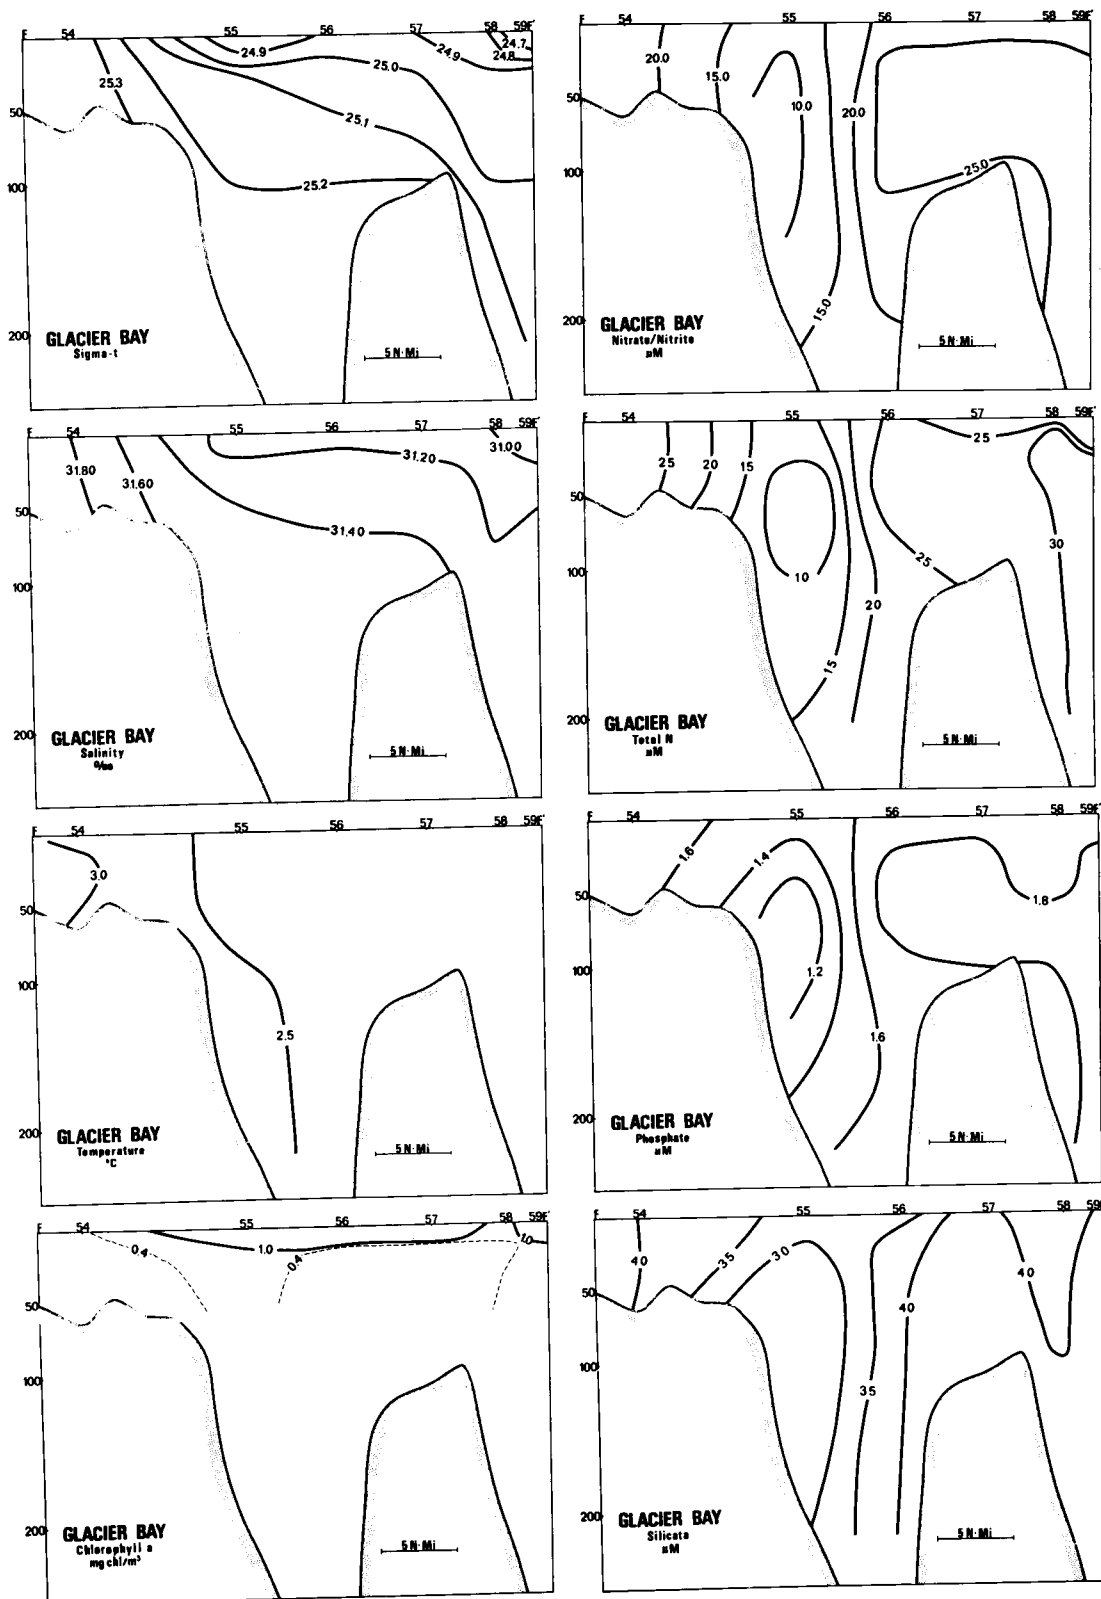 F 54 55 56 57 58 59F'
24.9 24.9 24.7
24.8
25.3 25.0
50
25.1
100 25.2
200
GLACIER BAY
Sigma-t
5 N·Mi
F 54 55 56 57 58 59F'
20.0 15.0
50 10.0 20.0
100 25.0
200 15.0
GLACIER BAY
Nitrate/Nitrite
µM
5 N·Mi
F 54 55 56 57 58 59F'
31.80 31.60 31.20 31.00
50
31.40
100
200
GLACIER BAY
Salinity
‰
5 N·Mi
F 54 55 56 57 58 59F'
25 20 15 25
50
30
100 10 25
20
15
200
GLACIER BAY
Total N
µM
5 N·Mi
F 54 55 56 57 58 59F'
3.0
50
100
2.5
200
GLACIER BAY
Temperature
°C
5 N·Mi
F 54 55 56 57 58 59F'
1.6 1.4
50 1.8
100 1.2
1.6
200
GLACIER BAY
Phosphate
µM
5 N·Mi
F 54 55 56 57 58 59F'
0.4 1.0 0.4 1.0
50
100
200
GLACIER BAY
Chlorophyll a
mg chl/m³
5 N·Mi
F 54 55 56 57 58 59F'
40 35 30 40
50
40
100
35
200
GLACIER BAY
Silicate
µM
5 N·Mi